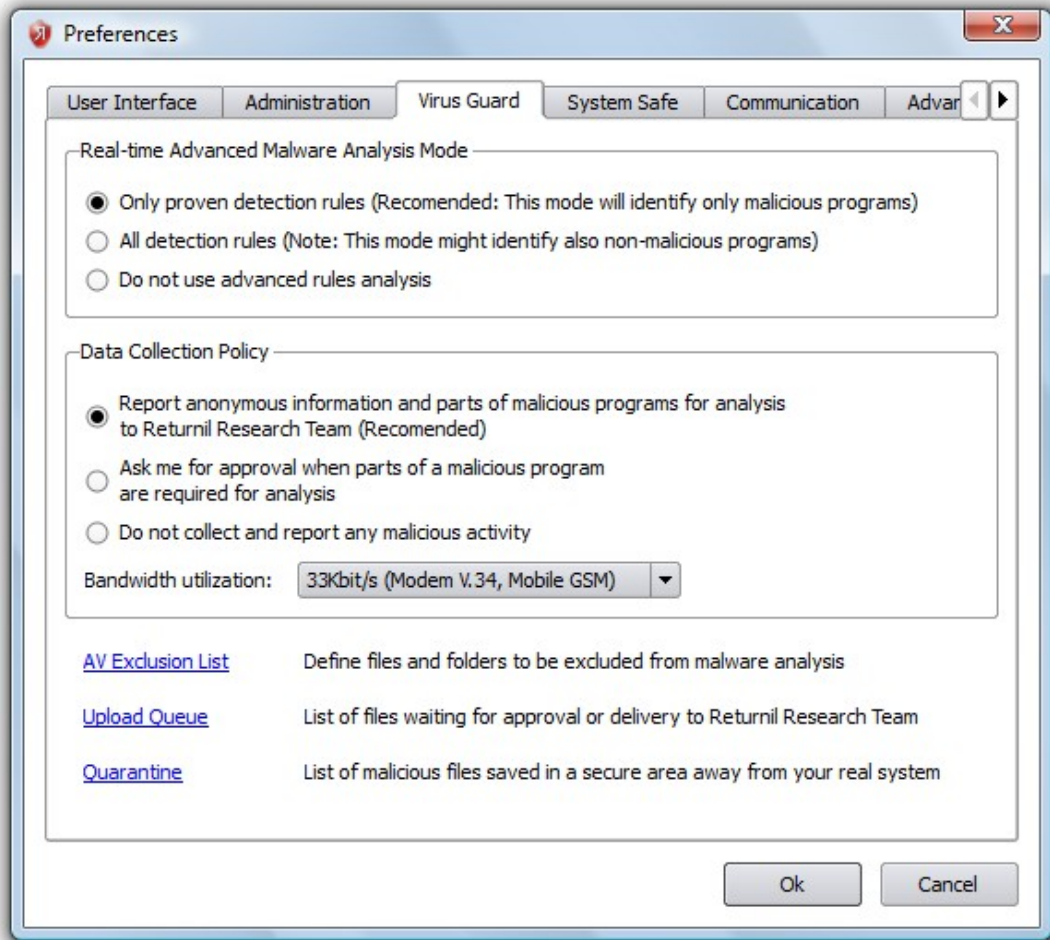 Preferences
User Interface
Administration
Virus Guard
System Safe
Communication
Advar
Real-time Advanced Malware Analysis Mode
Only proven detection rules (Recomended: This mode will identify only malicious programs)
All detection rules (Note: This mode might identify also non-malicious programs)
Do not use advanced rules analysis
Data Collection Policy
Report anonymous information and parts of malicious programs for analysis
to Returnil Research Team (Recomended)
Ask me for approval when parts of a malicious program
are required for analysis
Do not collect and report any malicious activity
Bandwidth utilization: 33Kbit/s (Modem V.34, Mobile GSM)
AV Exclusion List Define files and folders to be excluded from malware analysis
Upload Queue List of files waiting for approval or delivery to Returnil Research Team
Quarantine List of malicious files saved in a secure area away from your real system
Ok Cancel